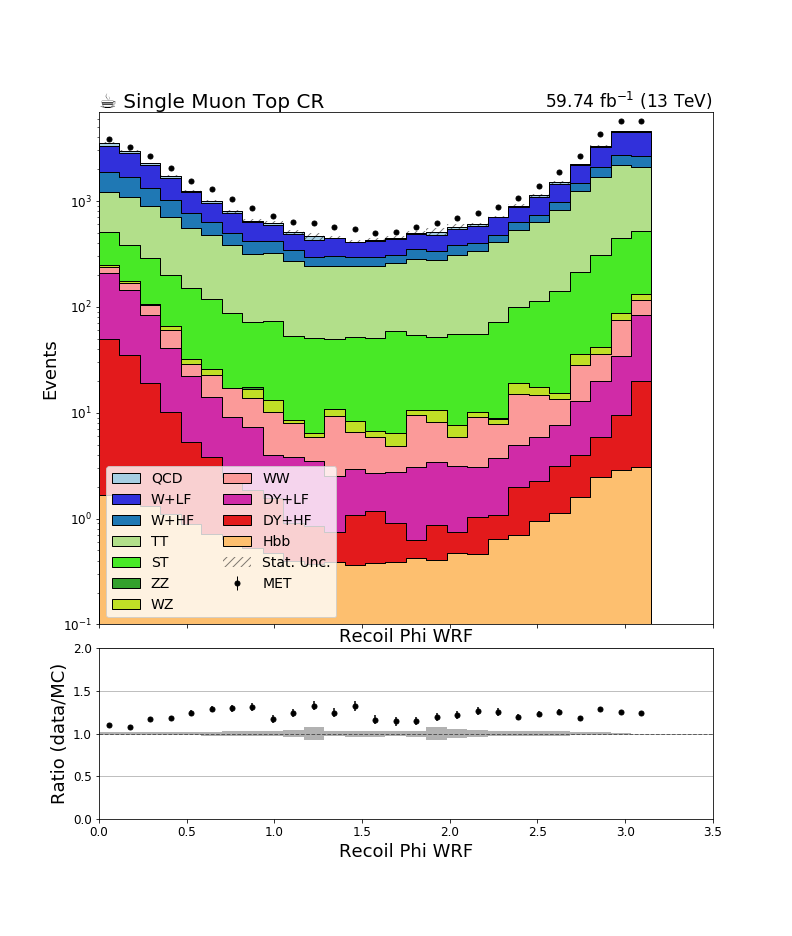 ☕ Single Muon Top CR
59.74 fb⁻¹ (13 TeV)
Events
10³
10²
10¹
10⁰
10⁻¹
QCD
W+LF
W+HF
TT
ST
ZZ
WZ
WW
DY+LF
DY+HF
Hbb
Stat. Unc.
MET
Recoil Phi WRF
Ratio (data/MC)
2.0
1.5
1.0
0.5
0.0
0.0 0.5 1.0 1.5 2.0 2.5 3.0 3.5
Recoil Phi WRF